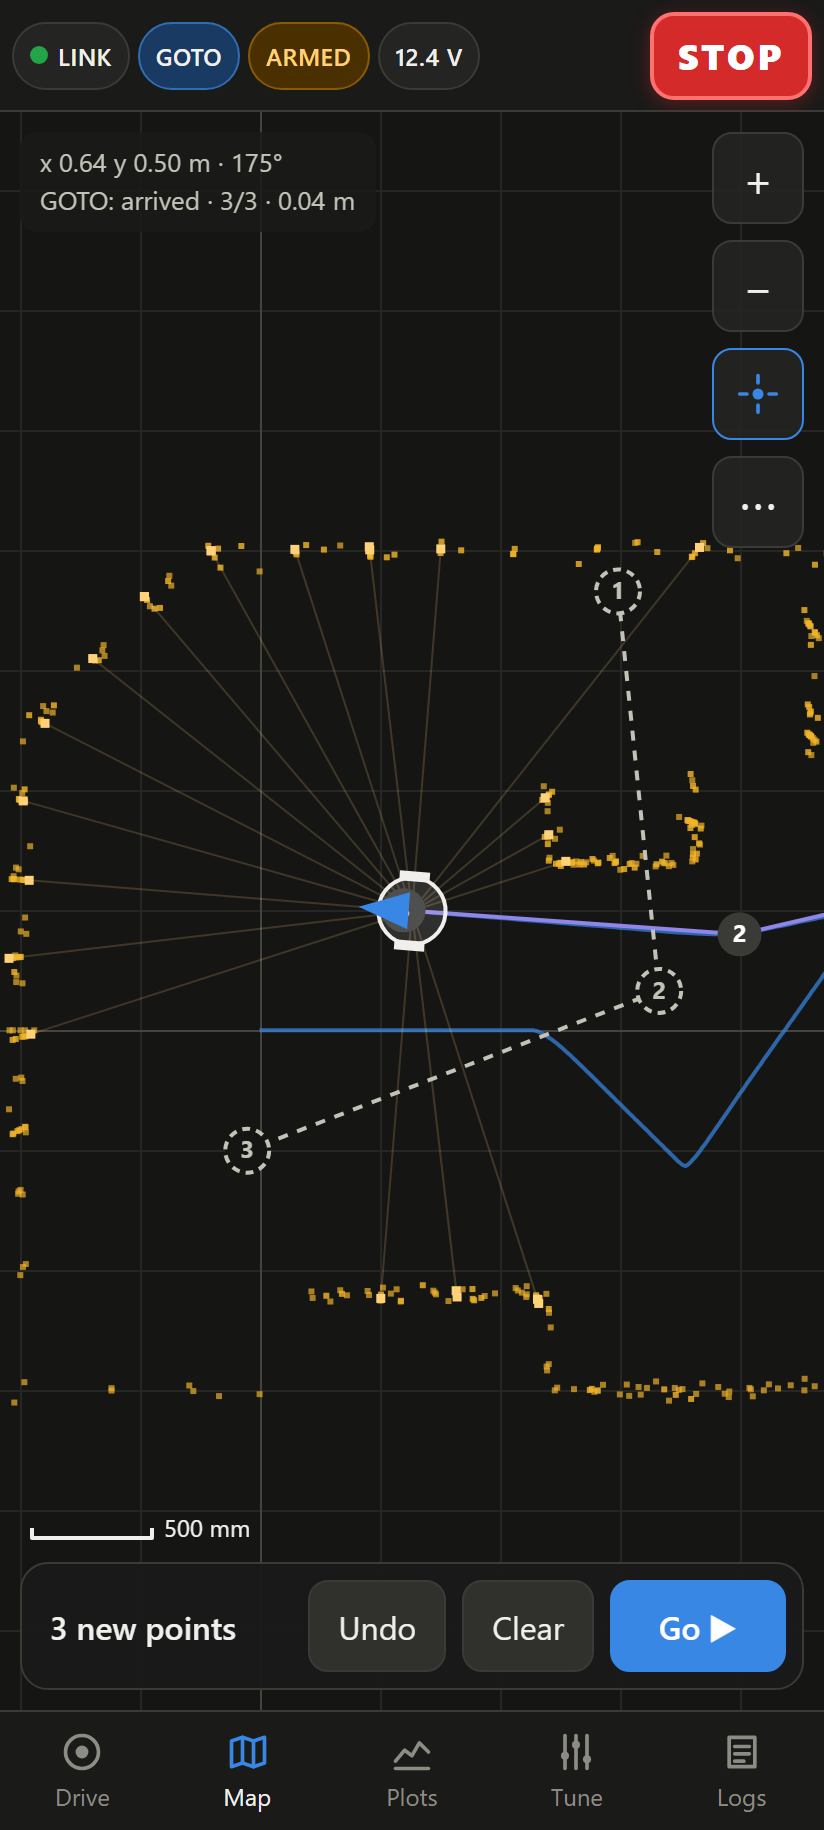 LINK
GOTO
ARMED
12.4 V
STOP
x 0.64 y 0.50 m · 175°
GOTO: arrived · 3/3 · 0.04 m
+
−
...
1
2
2
3
500 mm
3 new points
Undo
Clear
Go ▶
Drive
Map
Plots
Tune
Logs